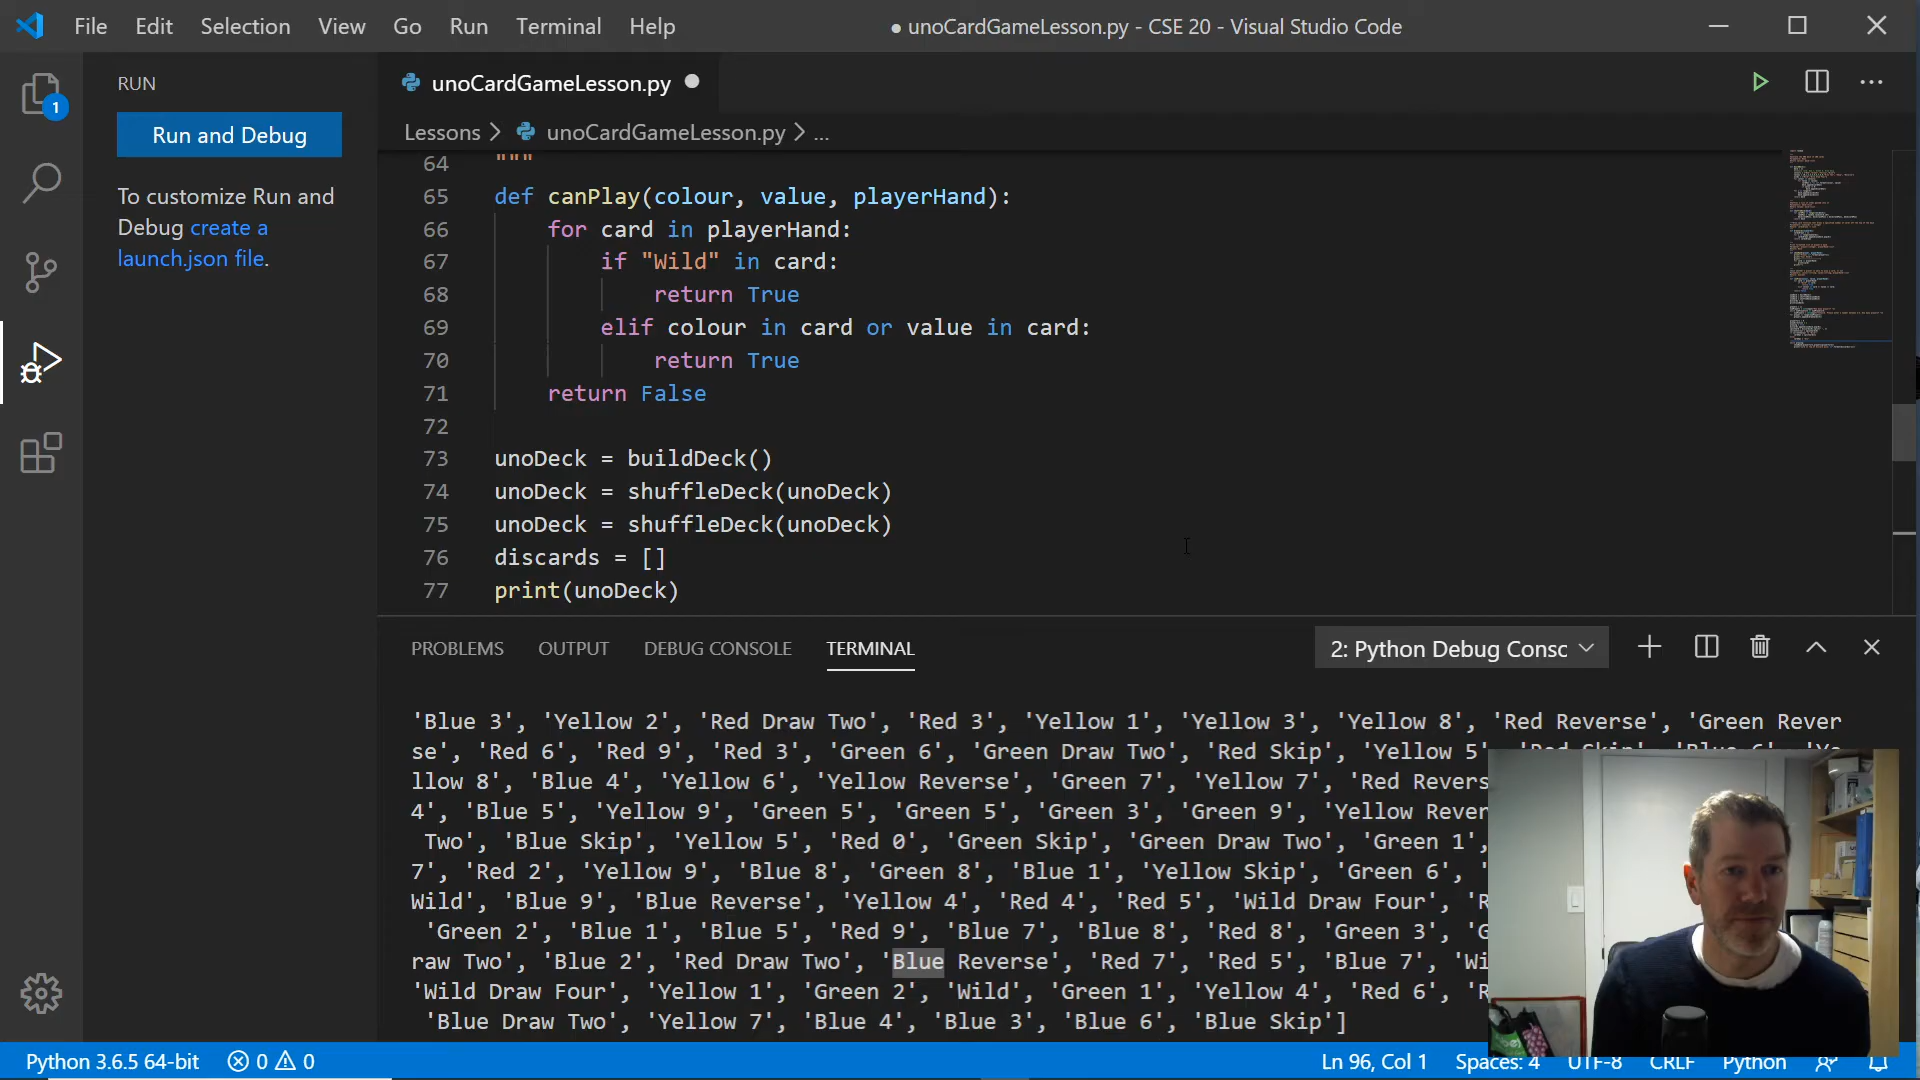 File Edit Selection View Go Run Terminal Help
● unoCardGameLesson.py - CSE 20 - Visual Studio Code
RUN
Run and Debug
To customize Run and
Debug create a
launch.json file.
1
unoCardGameLesson.py ●
Lessons > unoCardGameLesson.py > ...
64 """
65 def canPlay(colour, value, playerHand):
66 for card in playerHand:
67 if "Wild" in card:
68 return True
69 elif colour in card or value in card:
70 return True
71 return False
72
73 unoDeck = buildDeck()
74 unoDeck = shuffleDeck(unoDeck)
75 unoDeck = shuffleDeck(unoDeck)
76 discards = []
77 print(unoDeck)
PROBLEMS OUTPUT DEBUG CONSOLE TERMINAL
2: Python Debug Consc
'Blue 3', 'Yellow 2', 'Red Draw Two', 'Red 3', 'Yellow 1', 'Yellow 3', 'Yellow 8', 'Red Reverse', 'Green Rever
se', 'Red 6', 'Red 9', 'Red 3', 'Green 6', 'Green Draw Two', 'Red Skip', 'Yellow 5'
llow 8', 'Blue 4', 'Yellow 6', 'Yellow Reverse', 'Green 7', 'Yellow 7', 'Red Revers
4', 'Blue 5', 'Yellow 9', 'Green 5', 'Green 5', 'Green 3', 'Green 9', 'Yellow Rever
Two', 'Blue Skip', 'Yellow 5', 'Red 0', 'Green Skip', 'Green Draw Two', 'Green 1',
7', 'Red 2', 'Yellow 9', 'Blue 8', 'Green 8', 'Blue 1', 'Yellow Skip', 'Green 6', '
Wild', 'Blue 9', 'Blue Reverse', 'Yellow 4', 'Red 4', 'Red 5', 'Wild Draw Four', '
'Green 2', 'Blue 1', 'Blue 5', 'Red 9', 'Blue 7', 'Blue 8', 'Red 8', 'Green 3', '
raw Two', 'Blue 2', 'Red Draw Two', 'Blue Reverse', 'Red 7', 'Red 5', 'Blue 7', 'Wi
'Wild Draw Four', 'Yellow 1', 'Green 2', 'Wild', 'Green 1', 'Yellow 4', 'Red 6', '
'Blue Draw Two', 'Yellow 7', 'Blue 4', 'Blue 3', 'Blue 6', 'Blue Skip']
Python 3.6.5 64-bit 0 0 Ln 96, Col 1 Spaces: 4 UTF-8 CRLF Python